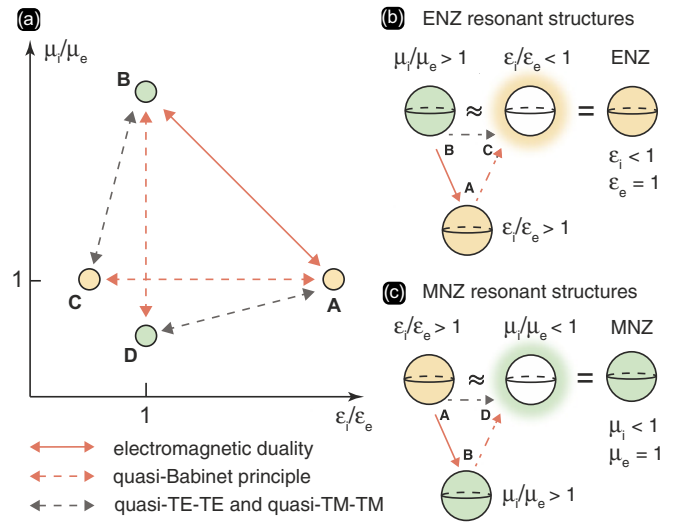 (a)
μi/μe
B
1
C
A
D
1
εi/εe
electromagnetic duality
quasi-Babinet principle
quasi-TE-TE and quasi-TM-TM
(b) ENZ resonant structures
μi/μe > 1 εi/εe < 1 ENZ
≈ =
B C
A
εi < 1
εe = 1
εi/εe > 1
(c) MNZ resonant structures
εi/εe > 1 μi/μe < 1 MNZ
≈ =
A D
B
μi < 1
μe = 1
μi/μe > 1